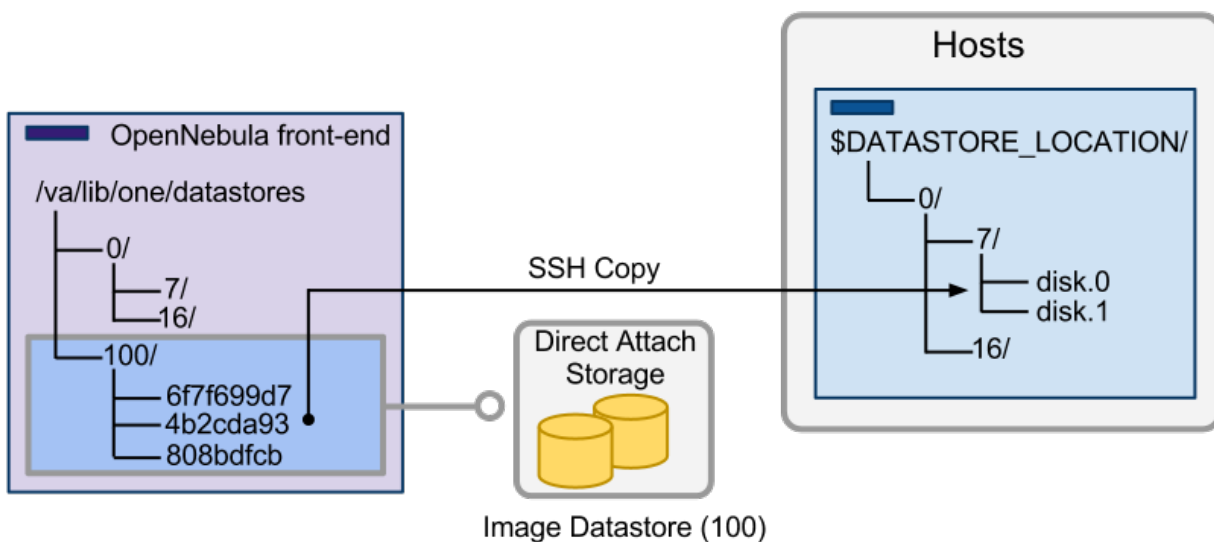 OpenNebula front-end
/va/lib/one/datastores
0/
7/
16/
100/
6f7f699d7
4b2cda93
808bdfcb
SSH Copy
Direct Attach
Storage
Image Datastore (100)
Hosts
$DATASTORE_LOCATION/
0/
7/
disk.0
disk.1
16/